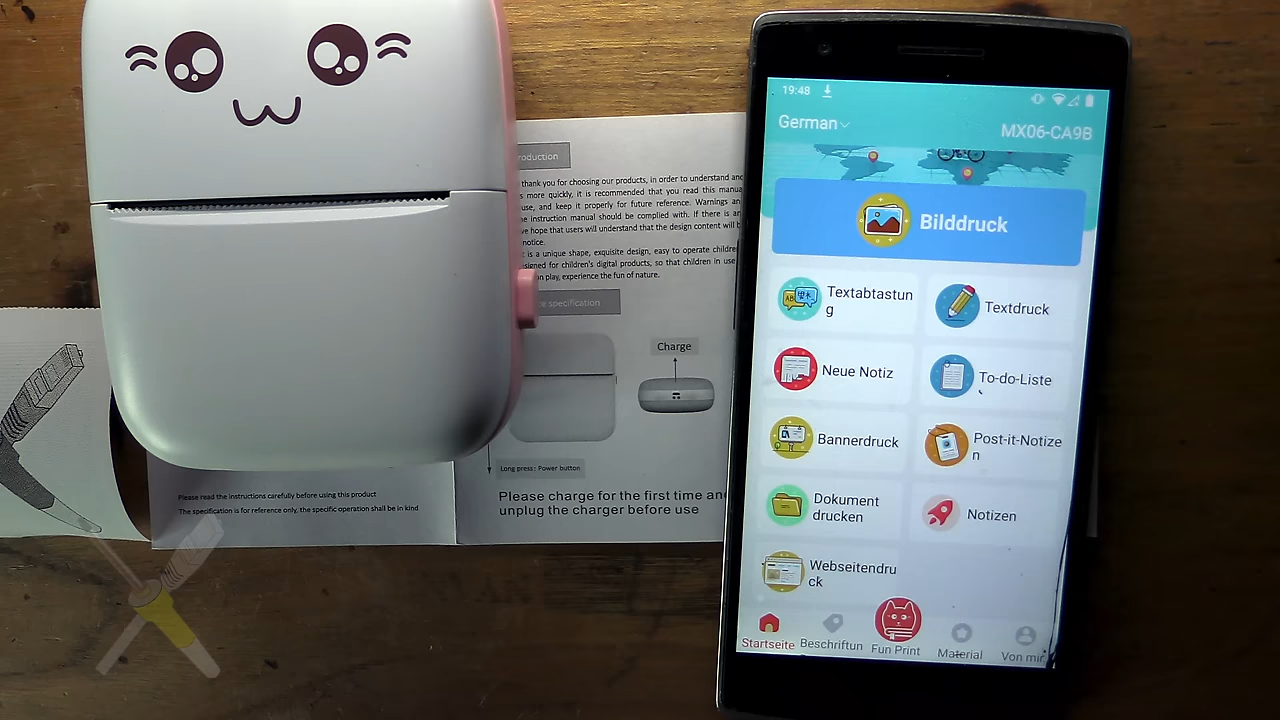 roduction
thank you for choosing our products, in order to understand and
s more quickly, it is recommended that you read this manua
use, and keep it properly for future reference. Warnings an
e instruction manual should be complied with. If there is an
ve hope that users will understand that the design content will b
notice.
is a unique shape, exquisite design, easy to operate childre
signed for children's digital products, so that children in use
n play, experience the fun of nature.
e specification
Charge
Long press: Power button
Please read the instructions carefully before using this product
The specification is for reference only, the specific operation shall be in kind
Please charge for the first time and
unplug the charger before use
19:48
German
MX06-CA9B
Bilddruck
Textabtastun
g
Textdruck
Neue Notiz
To-do-Liste
Bannerdruck
Post-it-Notize
n
Dokument
drucken
Notizen
Webseitendru
ck
Startseite
Beschriftun
Fun Print
Material
Von mir